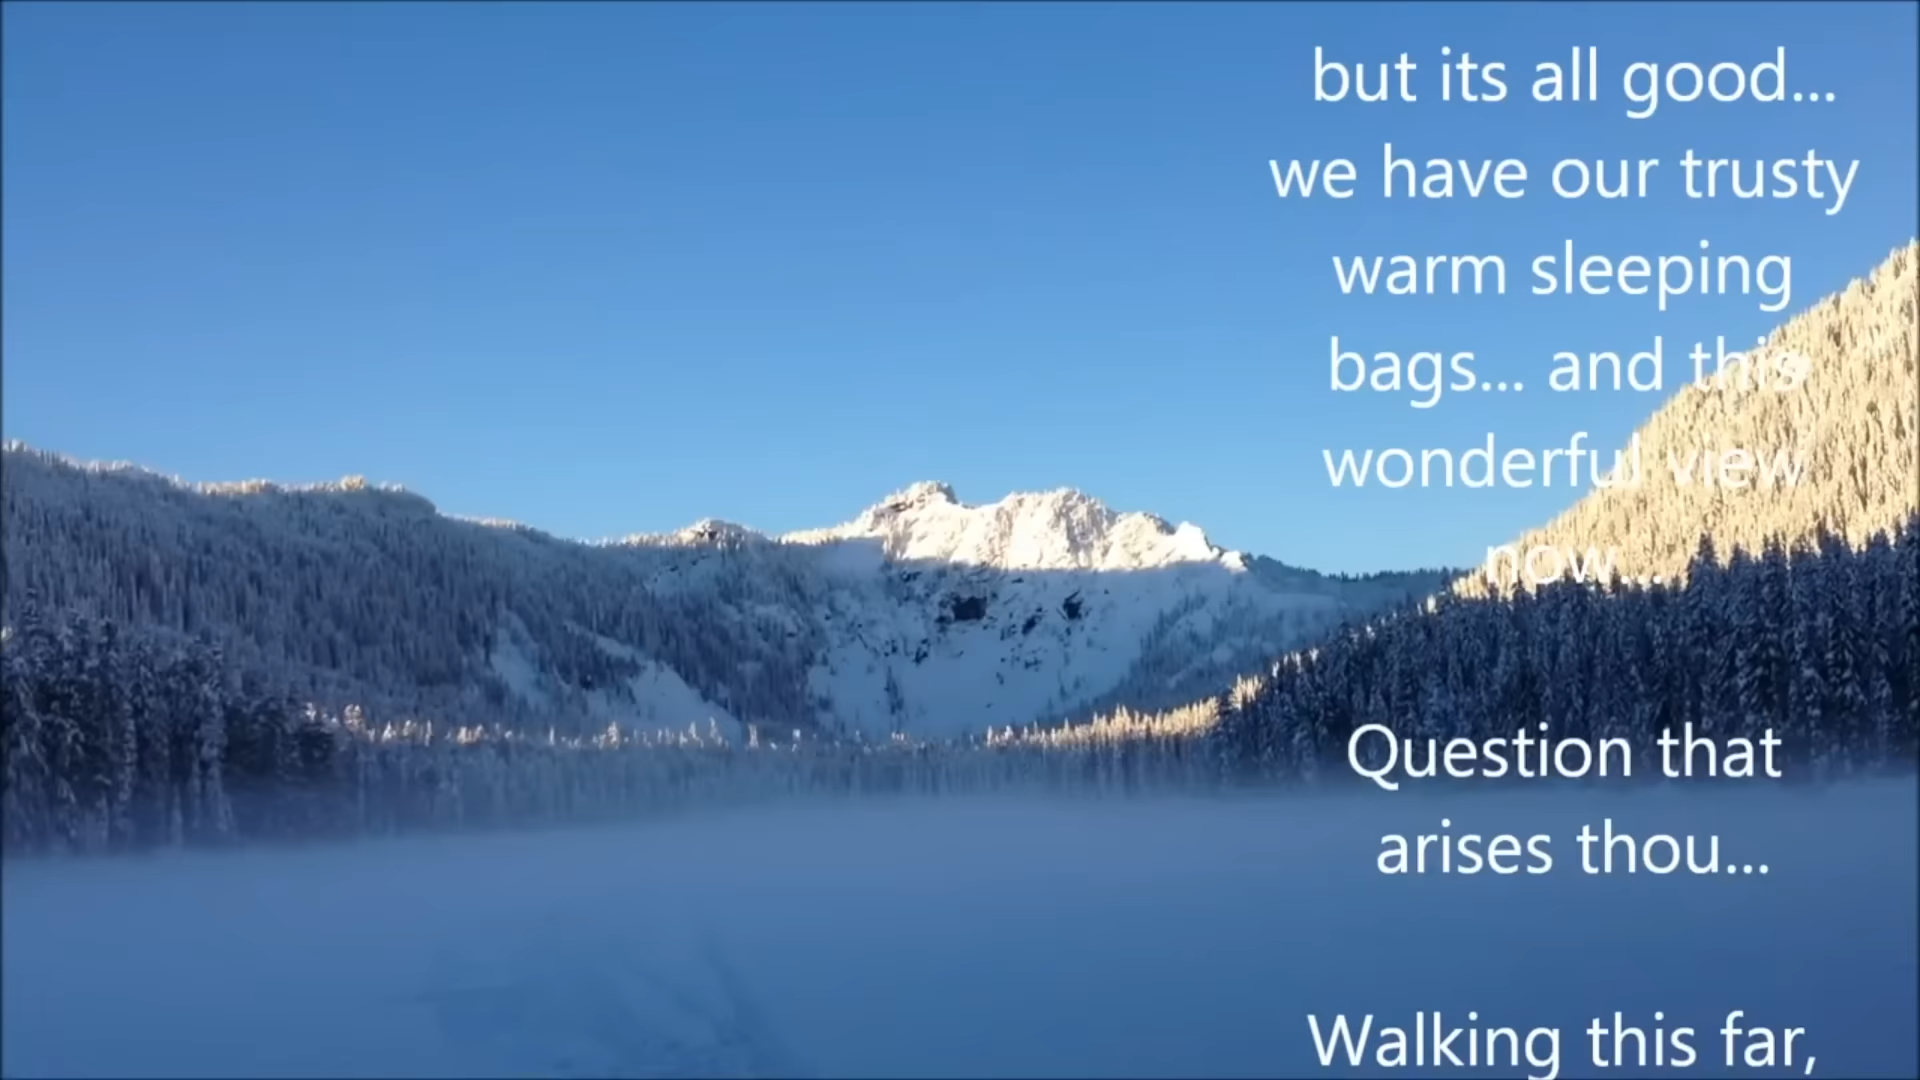 but its all good...
we have our trusty
warm sleeping
bags... and this
wonderful view
now...
Question that
arises thou...
Walking this far,